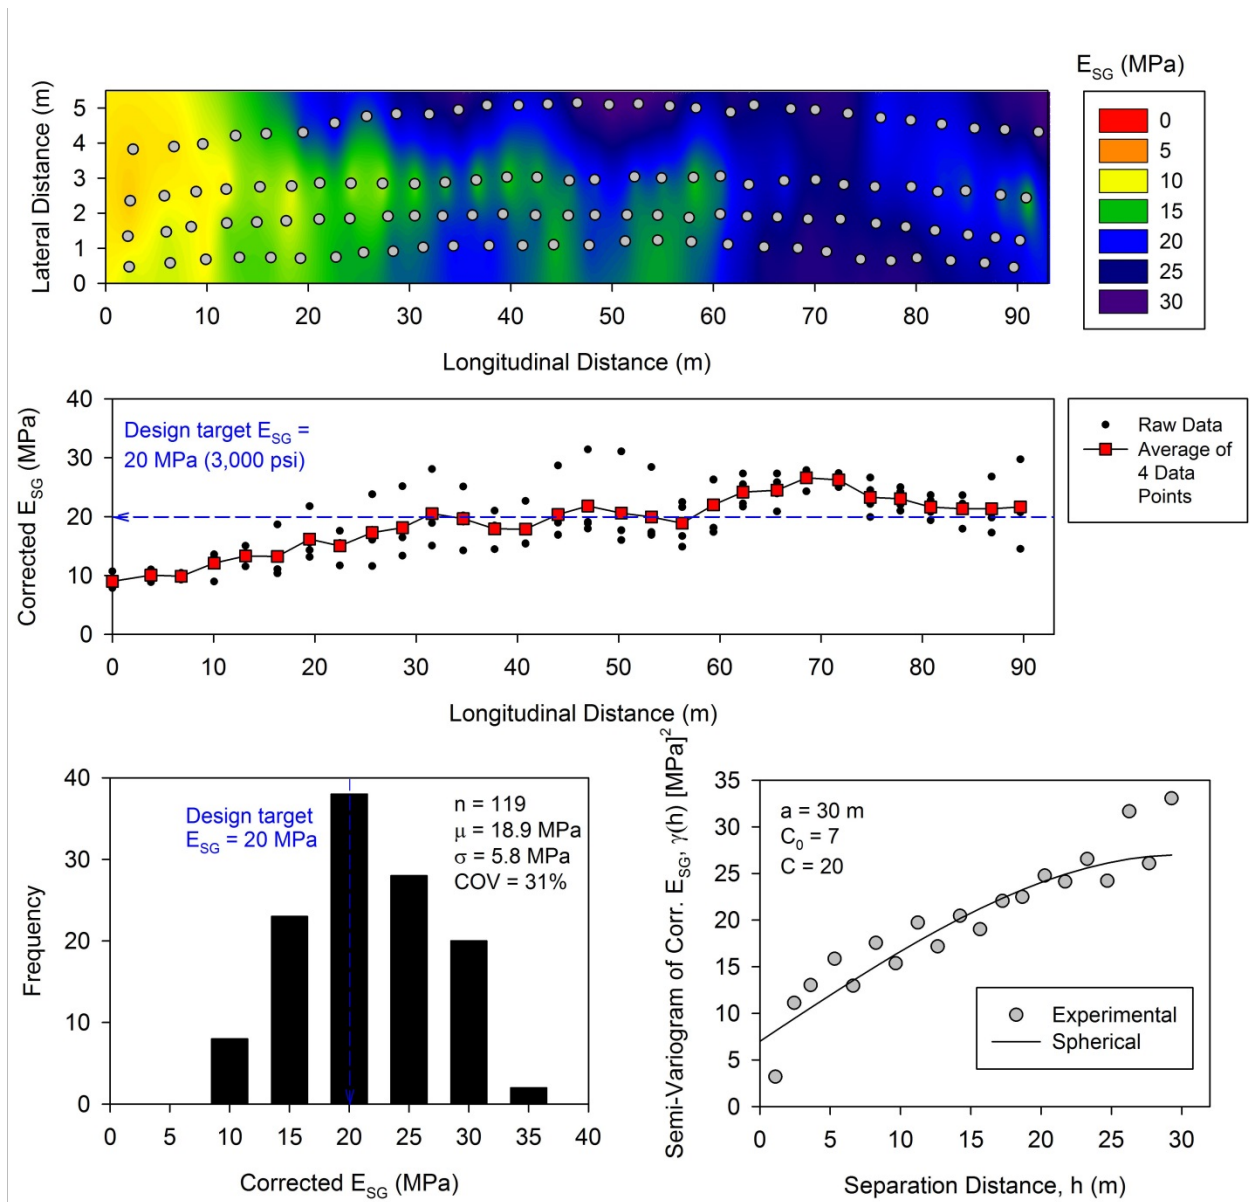 E_SG (MPa)
Lateral Distance (m)
5
4
3
2
1
0
0 10 20 30 40 50 60 70 80 90
Longitudinal Distance (m)
0
5
10
15
20
25
30
Corrected E_SG (MPa)
40
30
20
10
0
Design target E_SG =
20 MPa (3,000 psi)
Raw Data
Average of
4 Data
Points
0 10 20 30 40 50 60 70 80 90
Longitudinal Distance (m)
Frequency
40
30
20
10
0
Design target
E_SG = 20 MPa
n = 119
μ = 18.9 MPa
σ = 5.8 MPa
COV = 31%
0 5 10 15 20 25 30 35 40
Corrected E_SG (MPa)
Semi-Variogram of Corr. E_SG, γ(h) [MPa]²
35
30
25
20
15
10
5
0
a = 30 m
C₀ = 7
C = 20
Experimental
Spherical
0 5 10 15 20 25 30
Separation Distance, h (m)